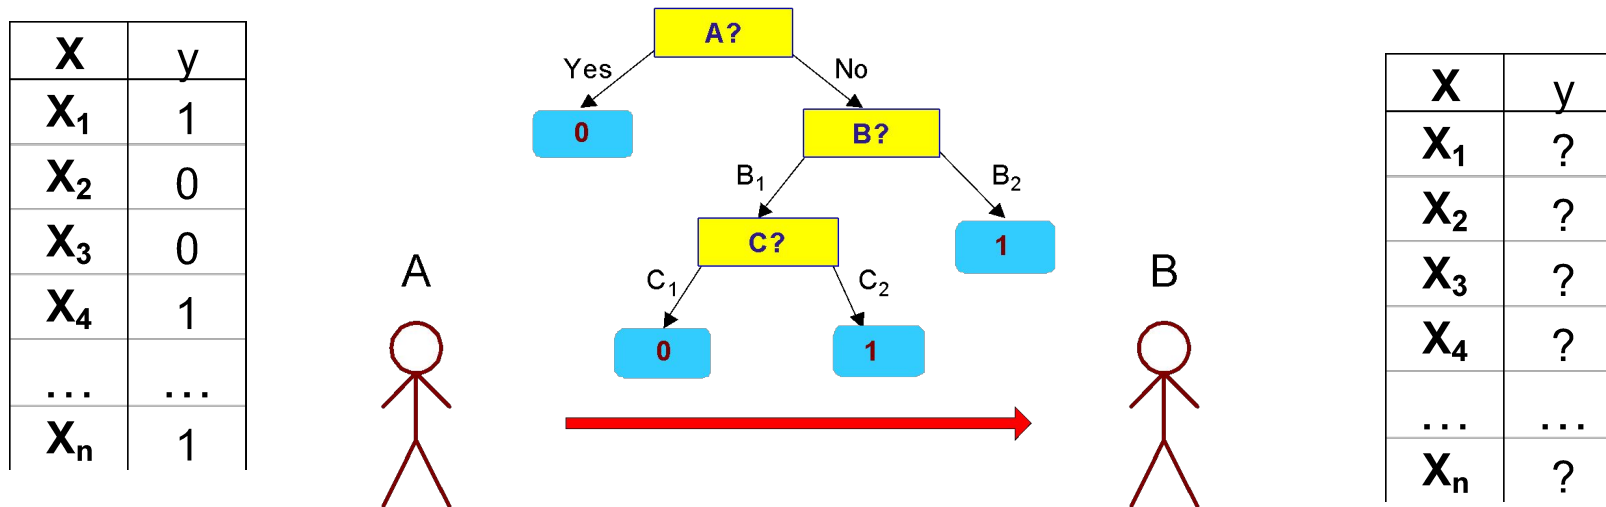 X y
X₁ 1
X₂ 0
X₃ 0
X₄ 1
... ...
Xₙ 1
A
A?
Yes No
0
B?
B₁ B₂
C?
1
C₁ C₂
0 1
B
X y
X₁ ?
X₂ ?
X₃ ?
X₄ ?
... ...
Xₙ ?